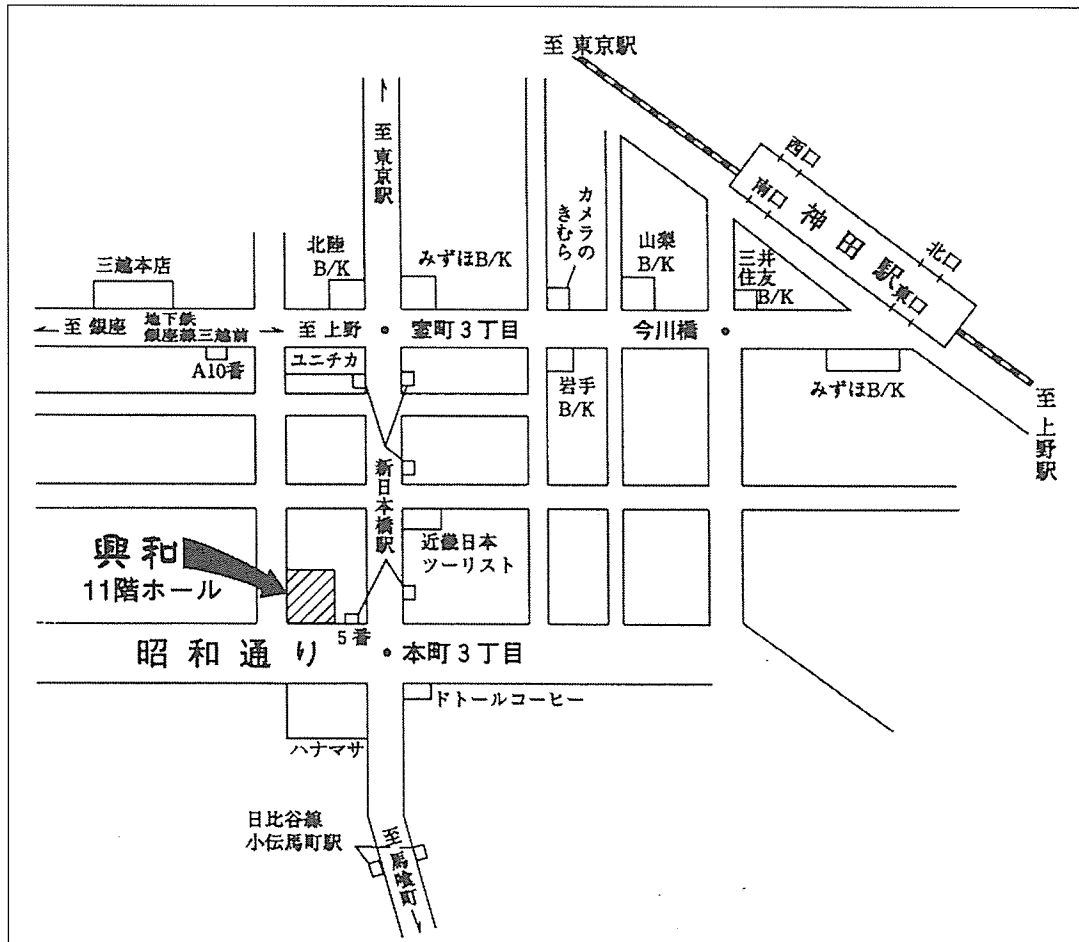 至 東京駅
西口
南口
神田駅
北口
東口
至 上野駅
至 東京駅
カメラの
きむら
北陸
B/K
みずほB/K
山梨
B/K
三井
住友
B/K
三越本店
至 銀座
地下鉄
銀座線三越前
至 上野
室町3丁目
今川橋
A10番
ユニチカ
岩手
B/K
みずほB/K
新日本橋駅
近畿日本
ツーリスト
興和
11階ホール
5番
昭和通り
本町3丁目
ドトールコーヒー
ハナマサ
日比谷線
小伝馬町駅
至 馬喰町